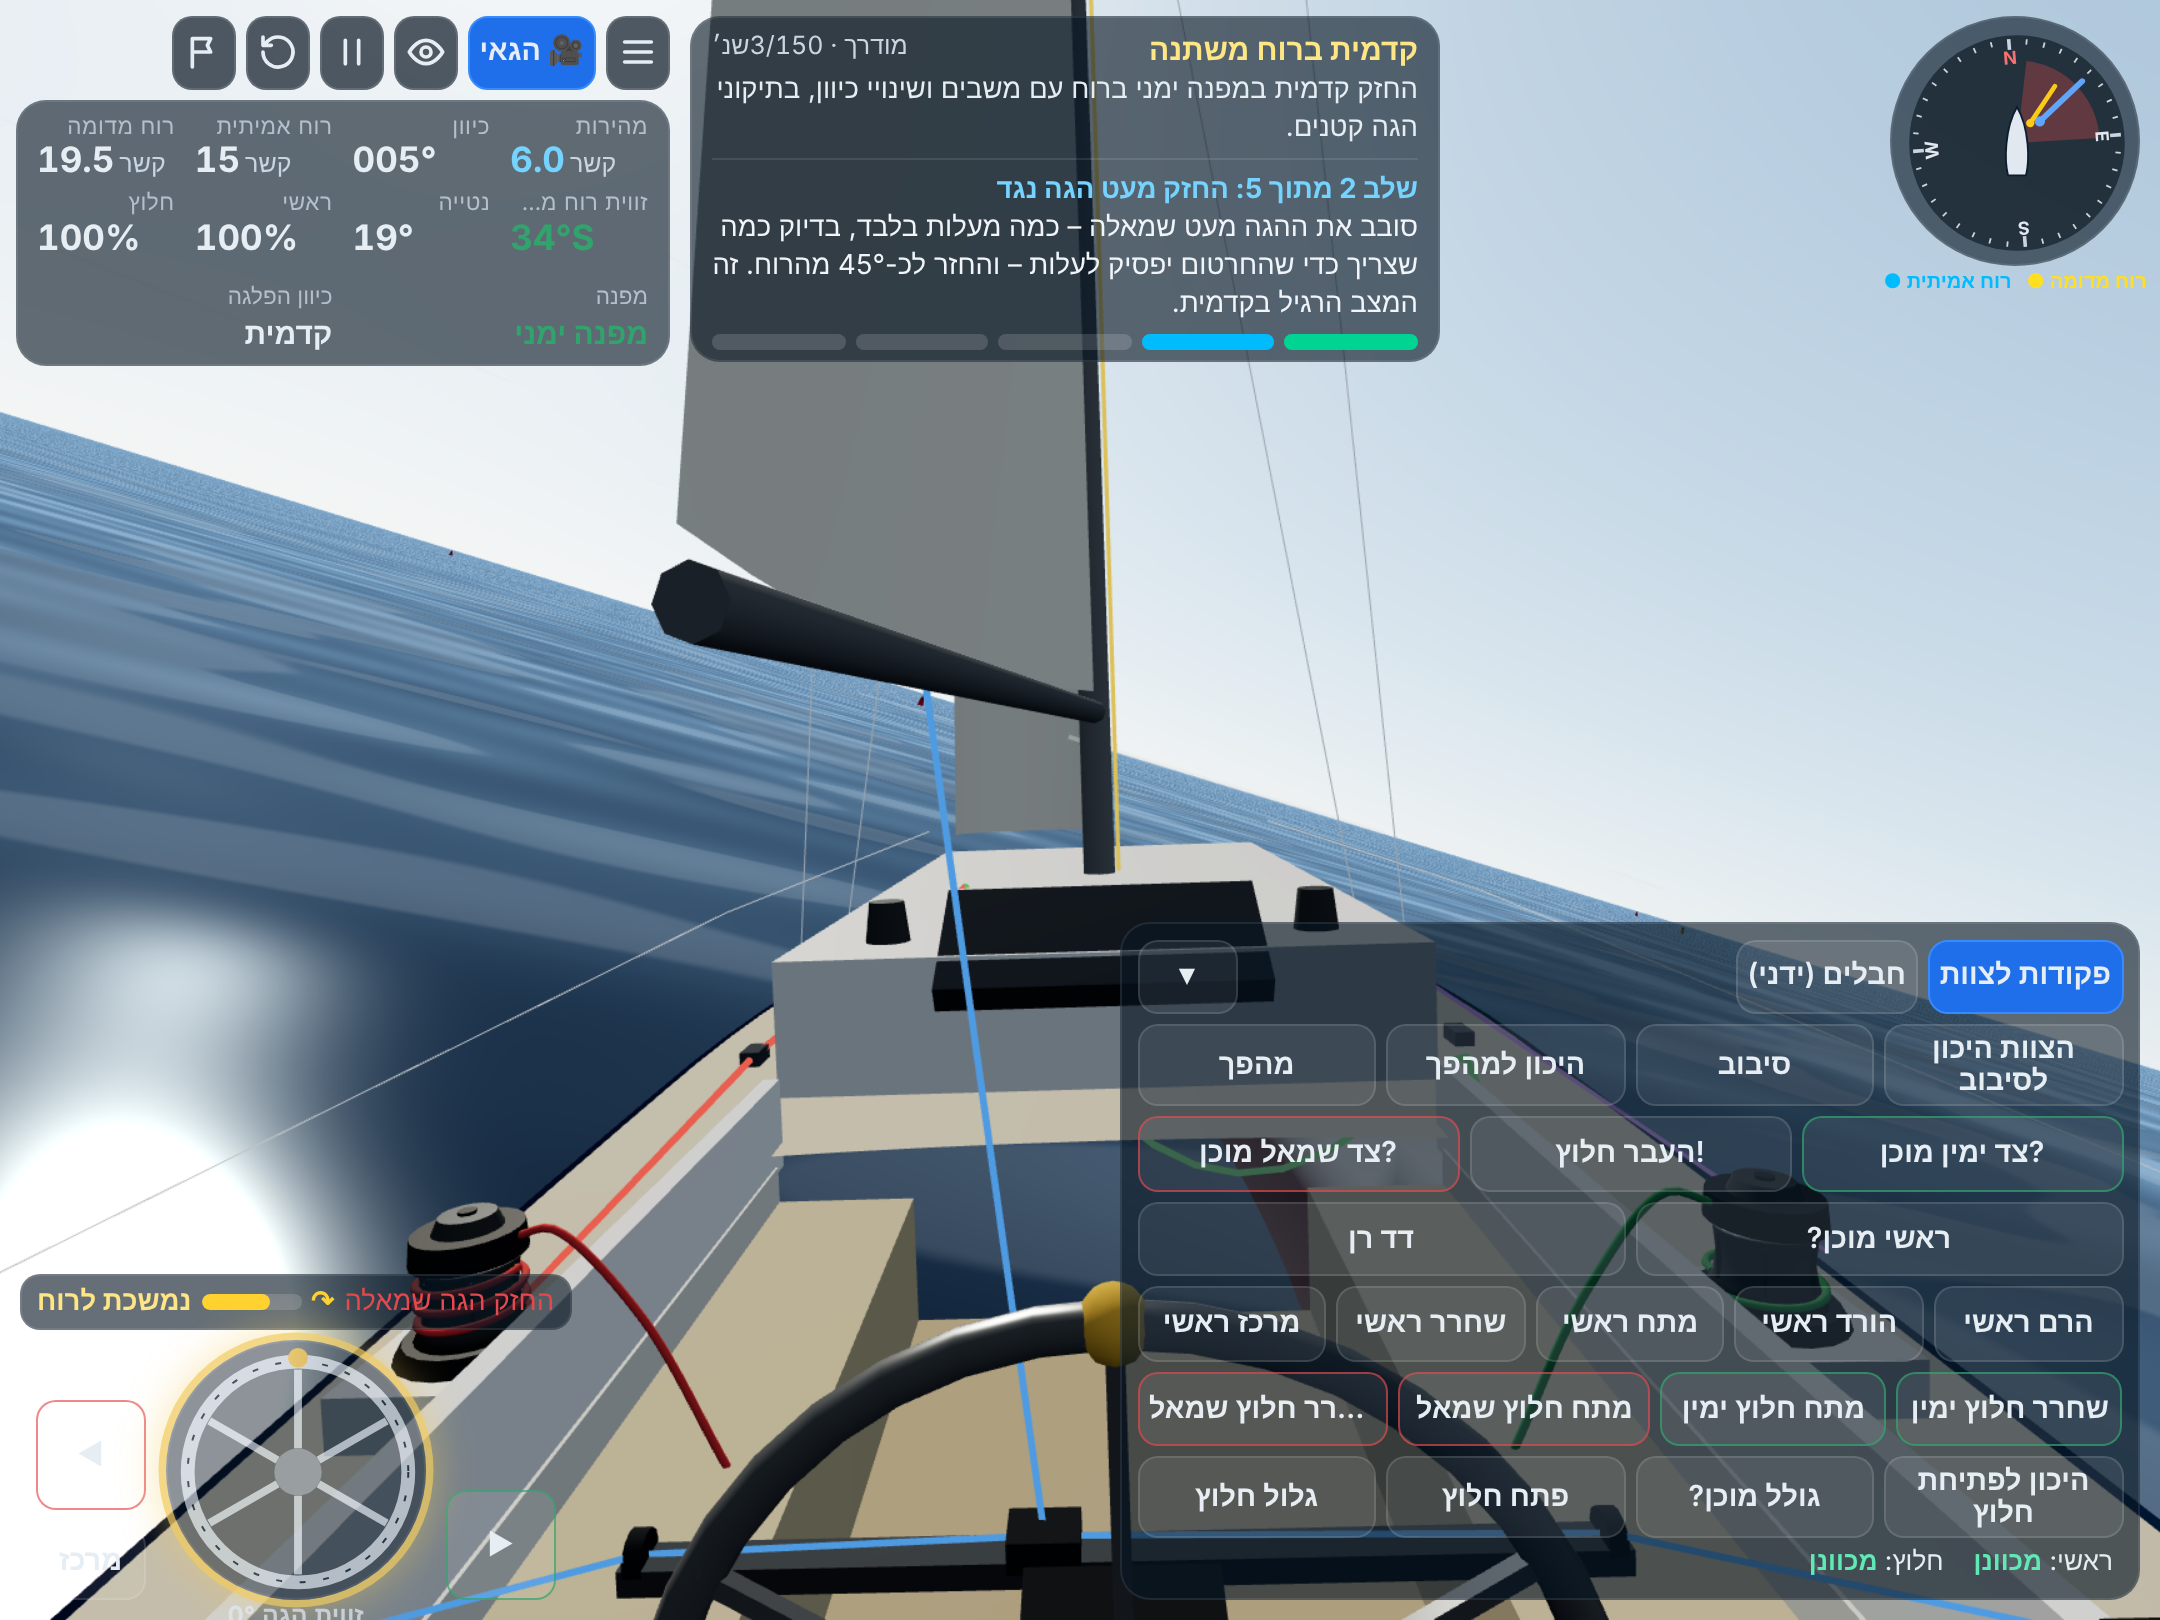 🎥 הגאי
מהירות
6.0 קשר
כיוון
005°
רוח אמיתית
15 קשר
רוח מדומה
19.5 קשר
זווית רוח מ...
34°S
נטייה
19°
ראשי
100%
חלוץ
100%
מפנה
מפנה ימני
כיוון הפלגה
קדמית
קדמית ברוח משתנה
מודרך · 3/150שנ׳
החזק קדמית במפנה ימני ברוח עם משבים ושינויי כיוון, בתיקוני
הגה קטנים.
שלב 2 מתוך 5: החזק מעט הגה נגד
סובב את ההגה מעט שמאלה – כמה מעלות בלבד, בדיוק כמה
שצריך כדי שהחרטום יפסיק לעלות – והחזר לכ-45° מהרוח. זה
המצב הרגיל בקדמית.
N
E
S
W
רוח מדומה
רוח אמיתית
פקודות לצוות
חבלים (ידני)
▼
הצוות היכון
לסיבוב
סיבוב
היכון למהפך
מהפך
צד ימין מוכן?
העבר חלוץ!
צד שמאל מוכן?
ראשי מוכן?
דד רן
הרם ראשי
הורד ראשי
מתח ראשי
שחרר ראשי
מרכז ראשי
שחרר חלוץ ימין
מתח חלוץ ימין
מתח חלוץ שמאל
...רר חלוץ שמאל
היכון לפתיחת
חלוץ
גולל מוכן?
פתח חלוץ
גלול חלוץ
ראשי: מכוונן
חלוץ: מכוונן
החזק הגה שמאלה
↷ נמשכת לרוח
◀
▶
מרכז
זווית הגה 0°